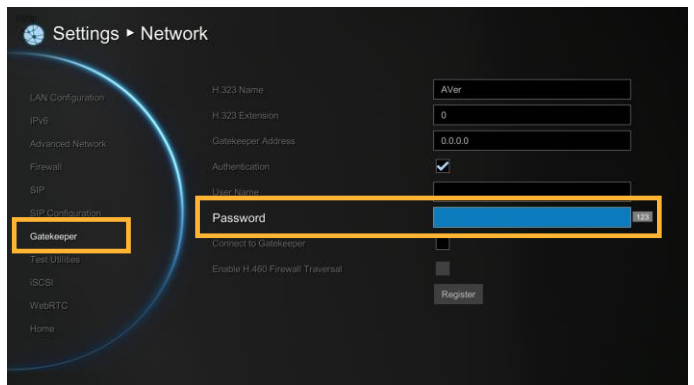 Settings ▸ Network
LAN Configuration
IPv6
Advanced Network
Firewall
SIP
SIP Configuration
Gatekeeper
Test Utilities
iSCSI
WebRTC
Home
H.323 Name AVer
H.323 Extension 0
Gatekeeper Address 0.0.0.0
Authentication
User Name
Password 123
Connect to Gatekeeper
Enable H.460 Firewall Traversal
Register